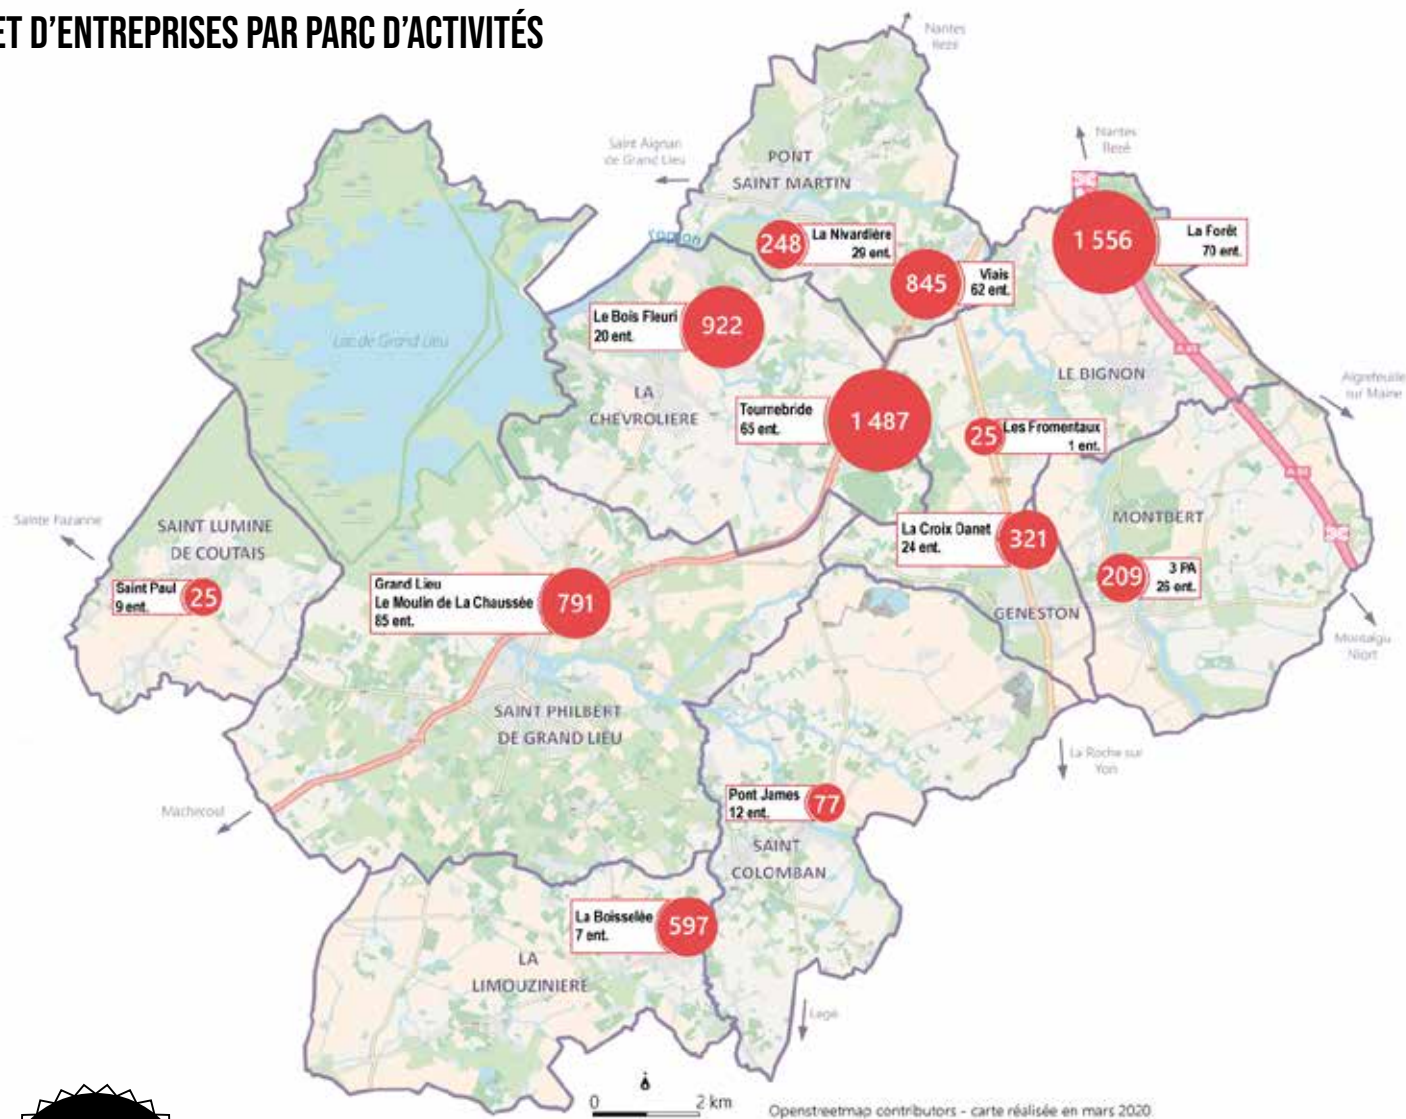 ET D'ENTREPRISES PAR PARC D'ACTIVITÉS
Nantes
Rezé
Nantes
Rezé
Saint Aignan
de Grand Lieu
PONT
SAINT MARTIN
1 556
La Forêt
70 ent.
248
La Nivardière
29 ent.
845
Viais
62 ent.
Le Bois Fleuri
20 ent.
922
Lac de Grand Lieu
A 83
LE BIGNON
Aigrefeuille
sur Maine
LA
CHEVROLIERE
Tournebride
65 ent.
1 487
25
Les Fromentaux
1 ent.
A 83
Sainte Pazanne
SAINT LUMINE
DE COUTAIS
MONTBERT
La Croix Danet
24 ent.
321
Saint Paul
9 ent.
25
Grand Lieu
Le Moulin de La Chaussée
85 ent.
791
209
3 PA
26 ent.
GENESTON
Montaigu
Niort
SAINT PHILBERT
DE GRAND LIEU
La Roche sur
Yon
Machecoul
Pont James
12 ent.
77
SAINT
COLOMBAN
La Boisselée
7 ent.
597
LA
LIMOUZINIERE
Legé
0 2 km
Openstreetmap contributors - carte réalisée en mars 2020